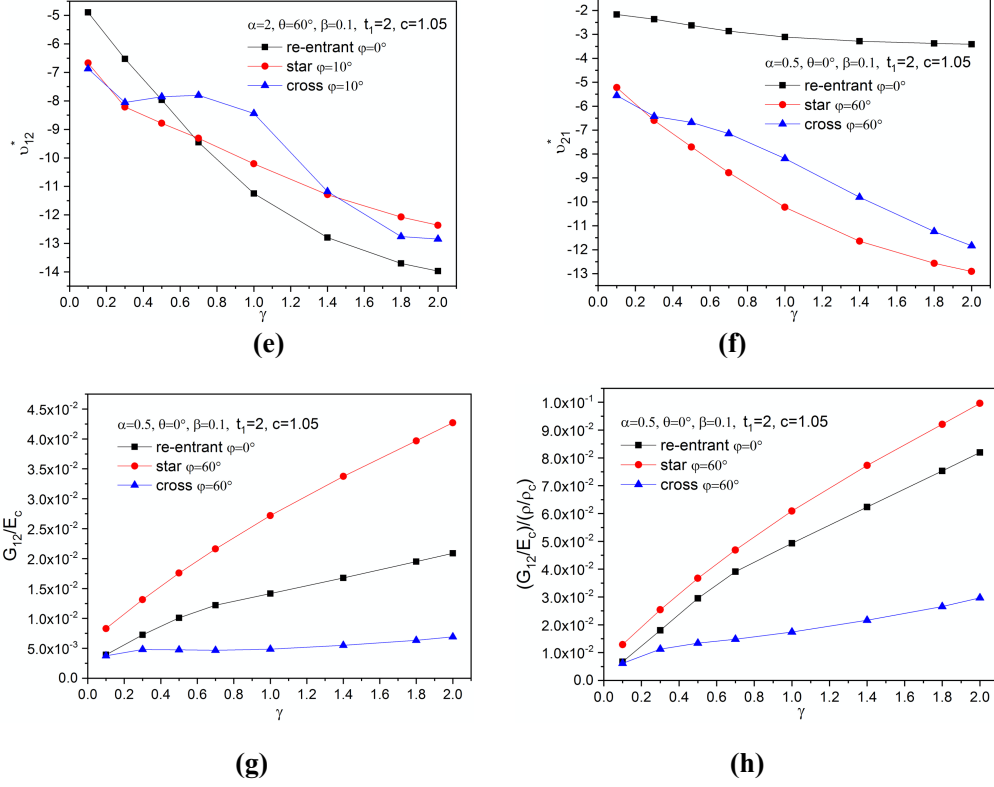 -5
-6
-7
-8
-9
-10
-11
-12
-13
-14
υ*12
α=2, θ=60°, β=0.1, t1=2, c=1.05
re-entrant φ=0°
star φ=10°
cross φ=10°
0.0 0.2 0.4 0.6 0.8 1.0 1.2 1.4 1.6 1.8 2.0
γ
(e)
-1
-2
-3
-4
-5
-6
-7
-8
-9
-10
-11
-12
-13
υ*21
α=0.5, θ=0°, β=0.1, t1=2, c=1.05
re-entrant φ=0°
star φ=60°
cross φ=60°
0.0 0.2 0.4 0.6 0.8 1.0 1.2 1.4 1.6 1.8 2.0
γ
(f)
4.5x10-2
4.0x10-2
3.5x10-2
3.0x10-2
2.5x10-2
2.0x10-2
1.5x10-2
1.0x10-2
5.0x10-3
0.0
G12/Ec
α=0.5, θ=0°, β=0.1, t1=2, c=1.05
re-entrant φ=0°
star φ=60°
cross φ=60°
0.0 0.2 0.4 0.6 0.8 1.0 1.2 1.4 1.6 1.8 2.0
γ
(g)
1.0x10-1
9.0x10-2
8.0x10-2
7.0x10-2
6.0x10-2
5.0x10-2
4.0x10-2
3.0x10-2
2.0x10-2
1.0x10-2
0.0
(G12/Ec)/(ρ/ρc)
α=0.5, θ=0°, β=0.1, t1=2, c=1.05
re-entrant φ=0°
star φ=60°
cross φ=60°
0.0 0.2 0.4 0.6 0.8 1.0 1.2 1.4 1.6 1.8 2.0
γ
(h)